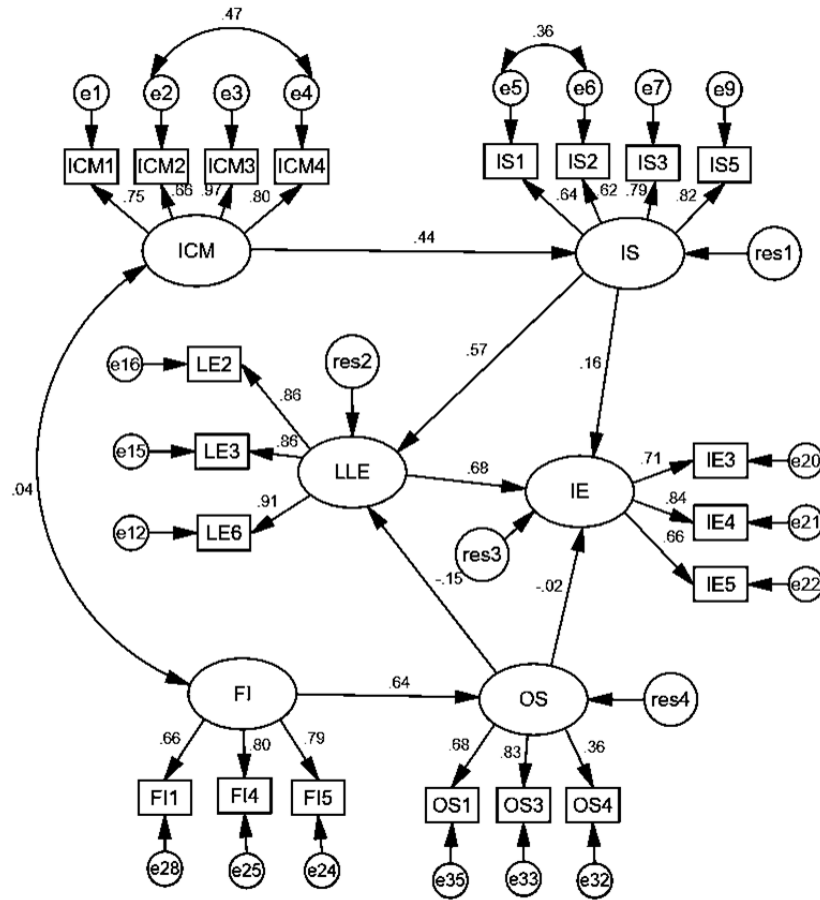 .47
.36
e1
e2
e3
e4
e5
e6
e7
e9
ICM1
ICM2
ICM3
ICM4
IS1
IS2
IS3
IS5
.75
.66
.97
.80
.64
.62
.79
.82
ICM
.44
IS
res1
.57
.16
e16
LE2
res2
.86
e15
LE3
.86
LLE
.68
IE
.71
IE3
e20
.04
e12
LE6
.91
res3
.84
IE4
e21
.66
IE5
e22
-.15
-.02
FI
.64
OS
res4
.66
.80
.79
.68
.83
.36
FI1
FI4
FI5
OS1
OS3
OS4
e28
e25
e24
e35
e33
e32